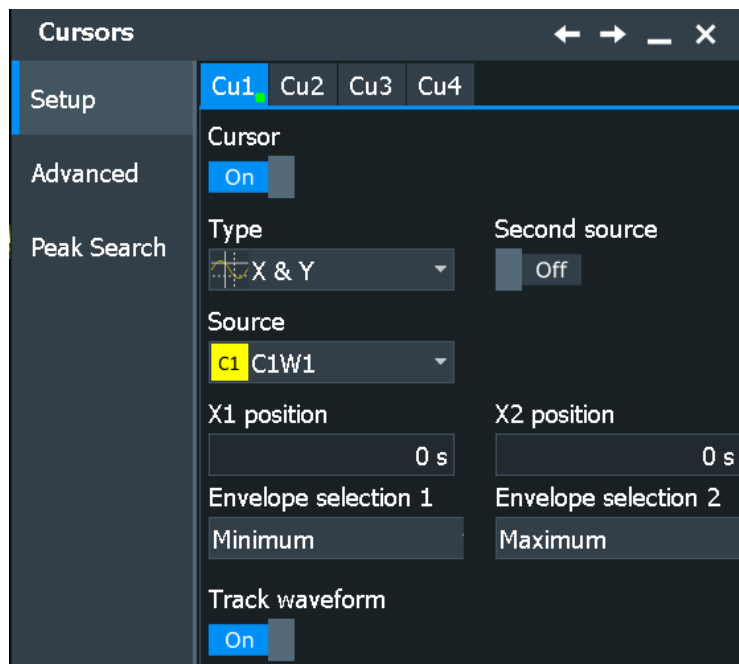 Cursors
Setup
Advanced
Peak Search
Cu1 Cu2 Cu3 Cu4
Cursor
On
Type Second source
X & Y Off
Source
C1 C1W1
X1 position X2 position
0 s 0 s
Envelope selection 1 Envelope selection 2
Minimum Maximum
Track waveform
On